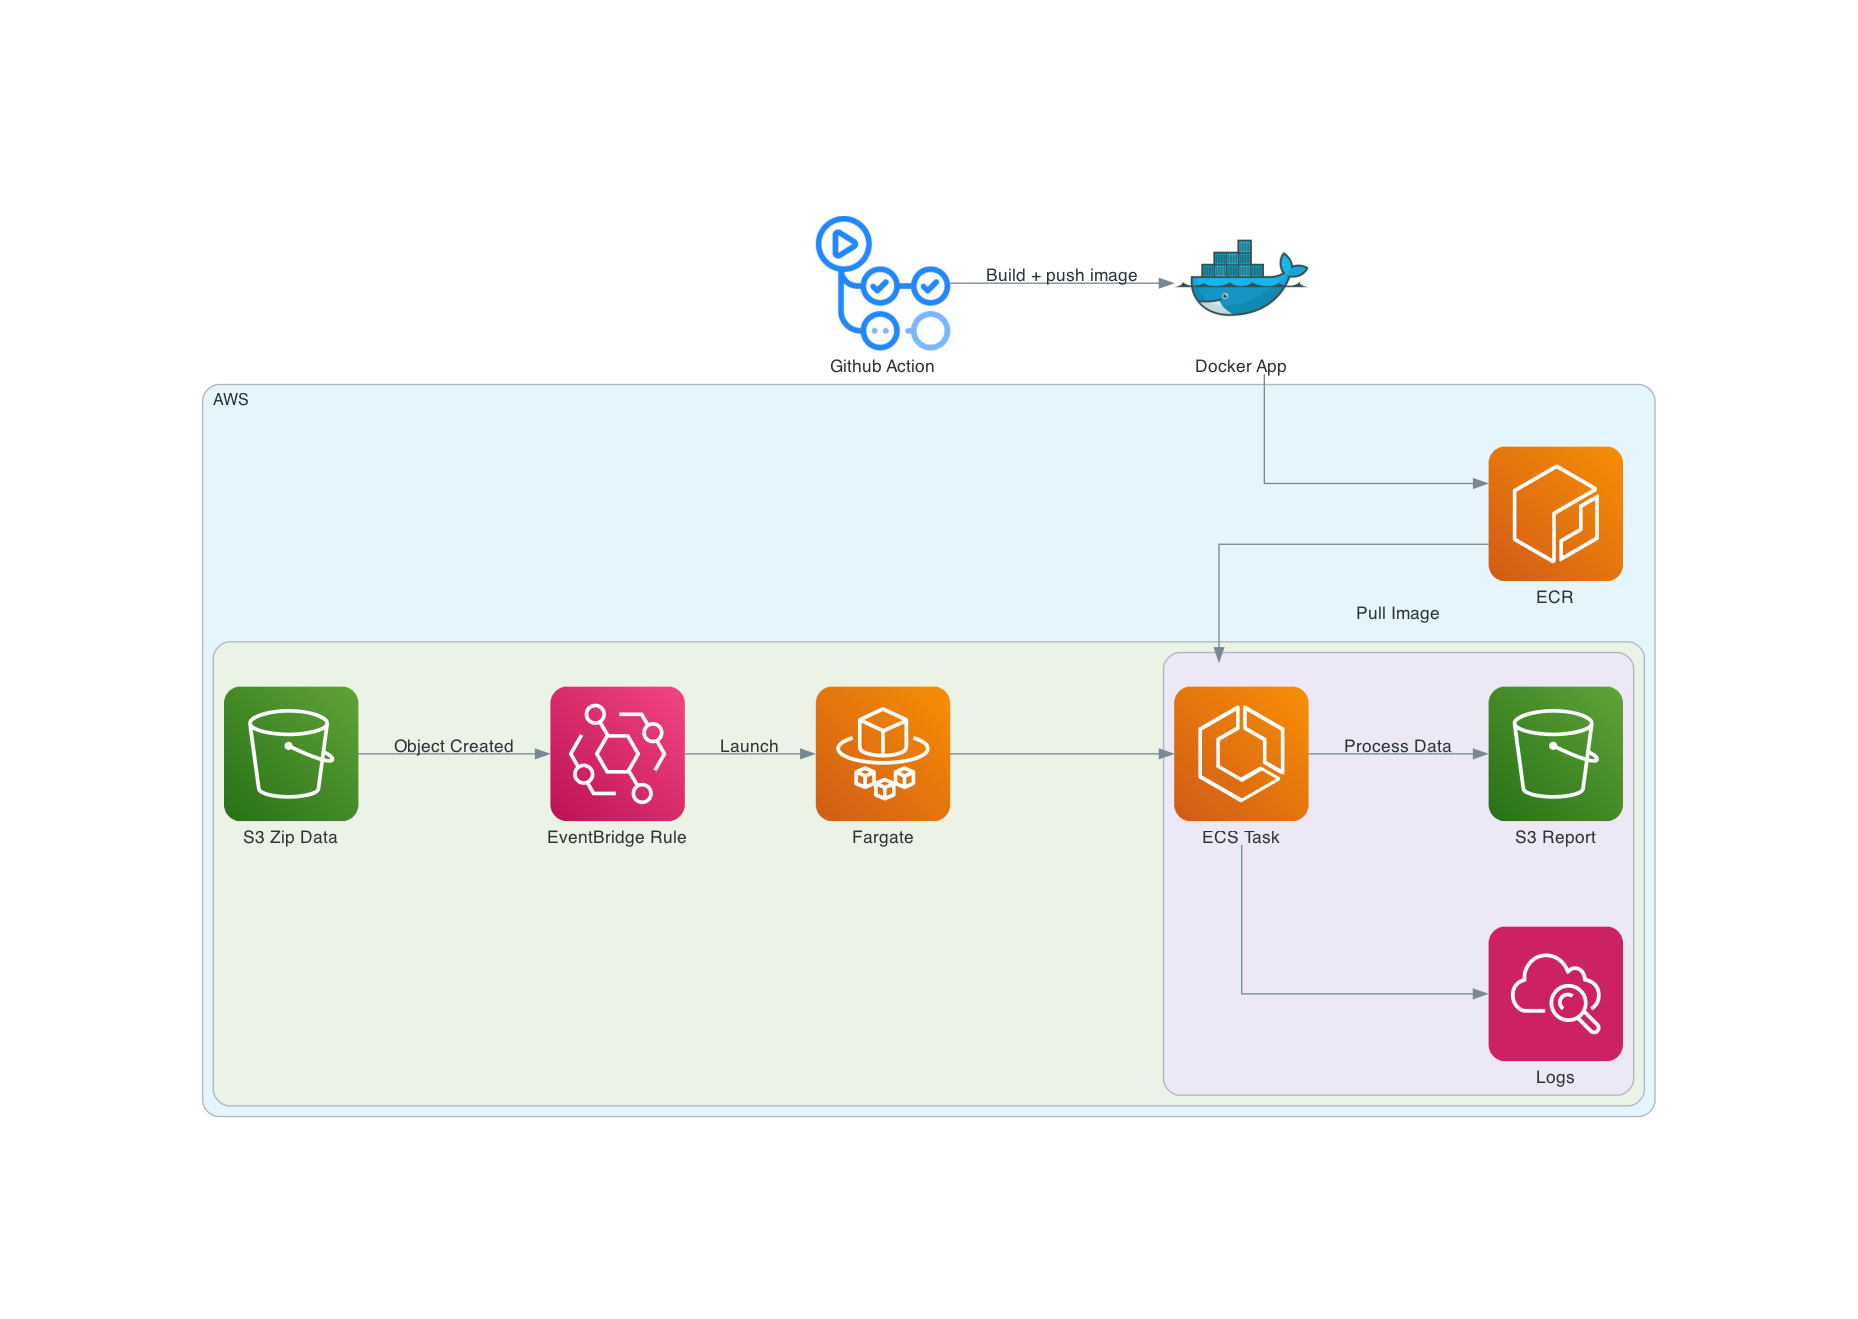 Build + push image
Github Action
Docker App
AWS
ECR
Pull Image
Object Created
Launch
Process Data
S3 Zip Data
EventBridge Rule
Fargate
ECS Task
S3 Report
Logs